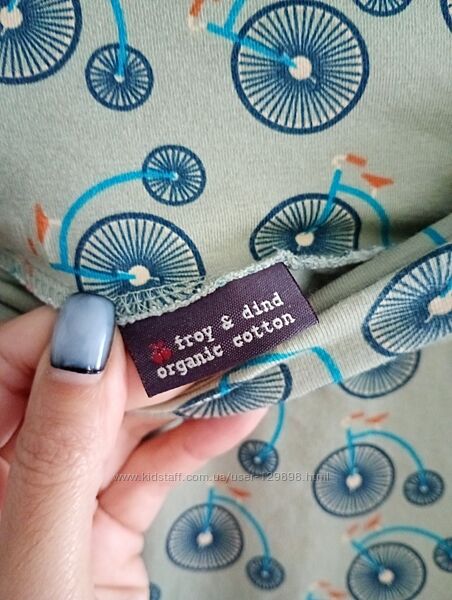 froy & dind
organic cotton
www.kidstaff.com.ua/user-129898.html